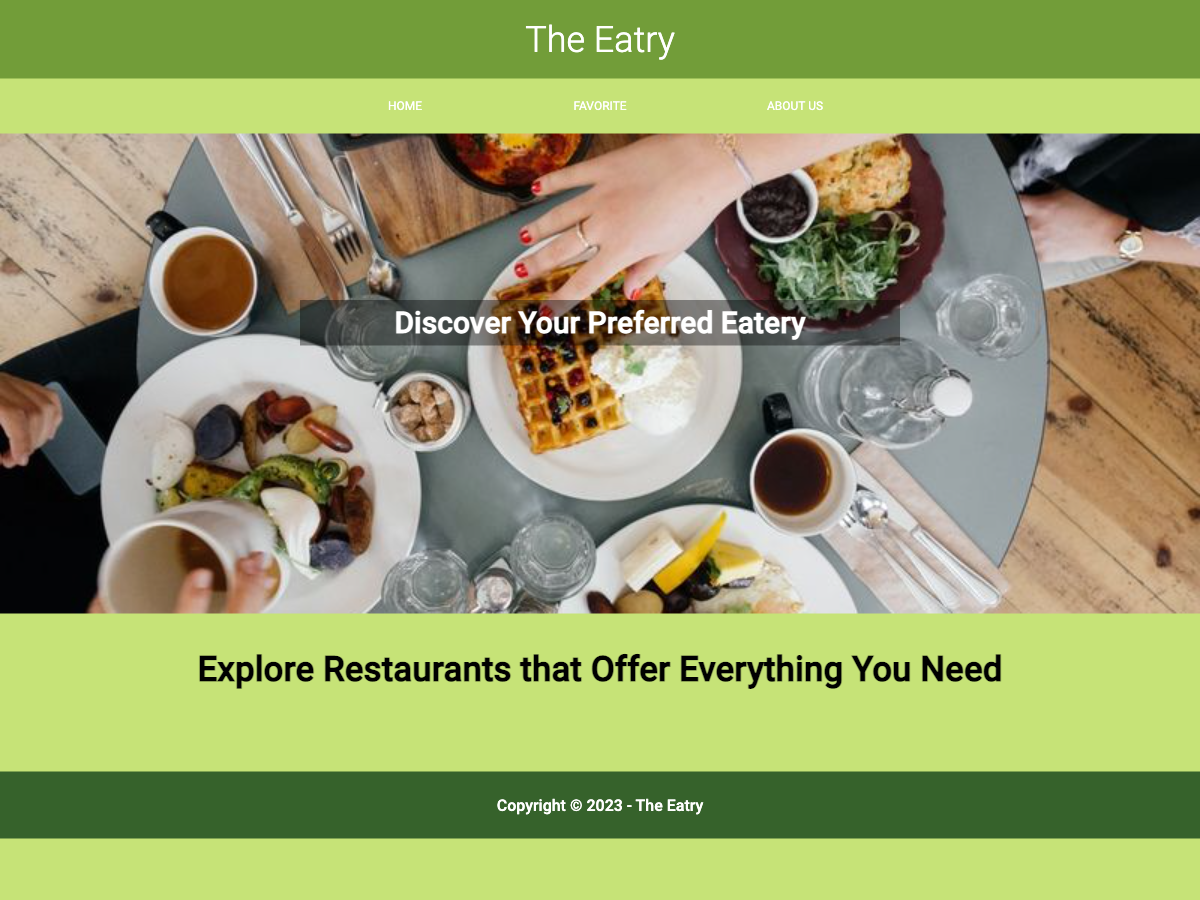 The Eatry
HOME FAVORITE ABOUT US
Discover Your Preferred Eatery
Explore Restaurants that Offer Everything You Need
Copyright © 2023 - The Eatry